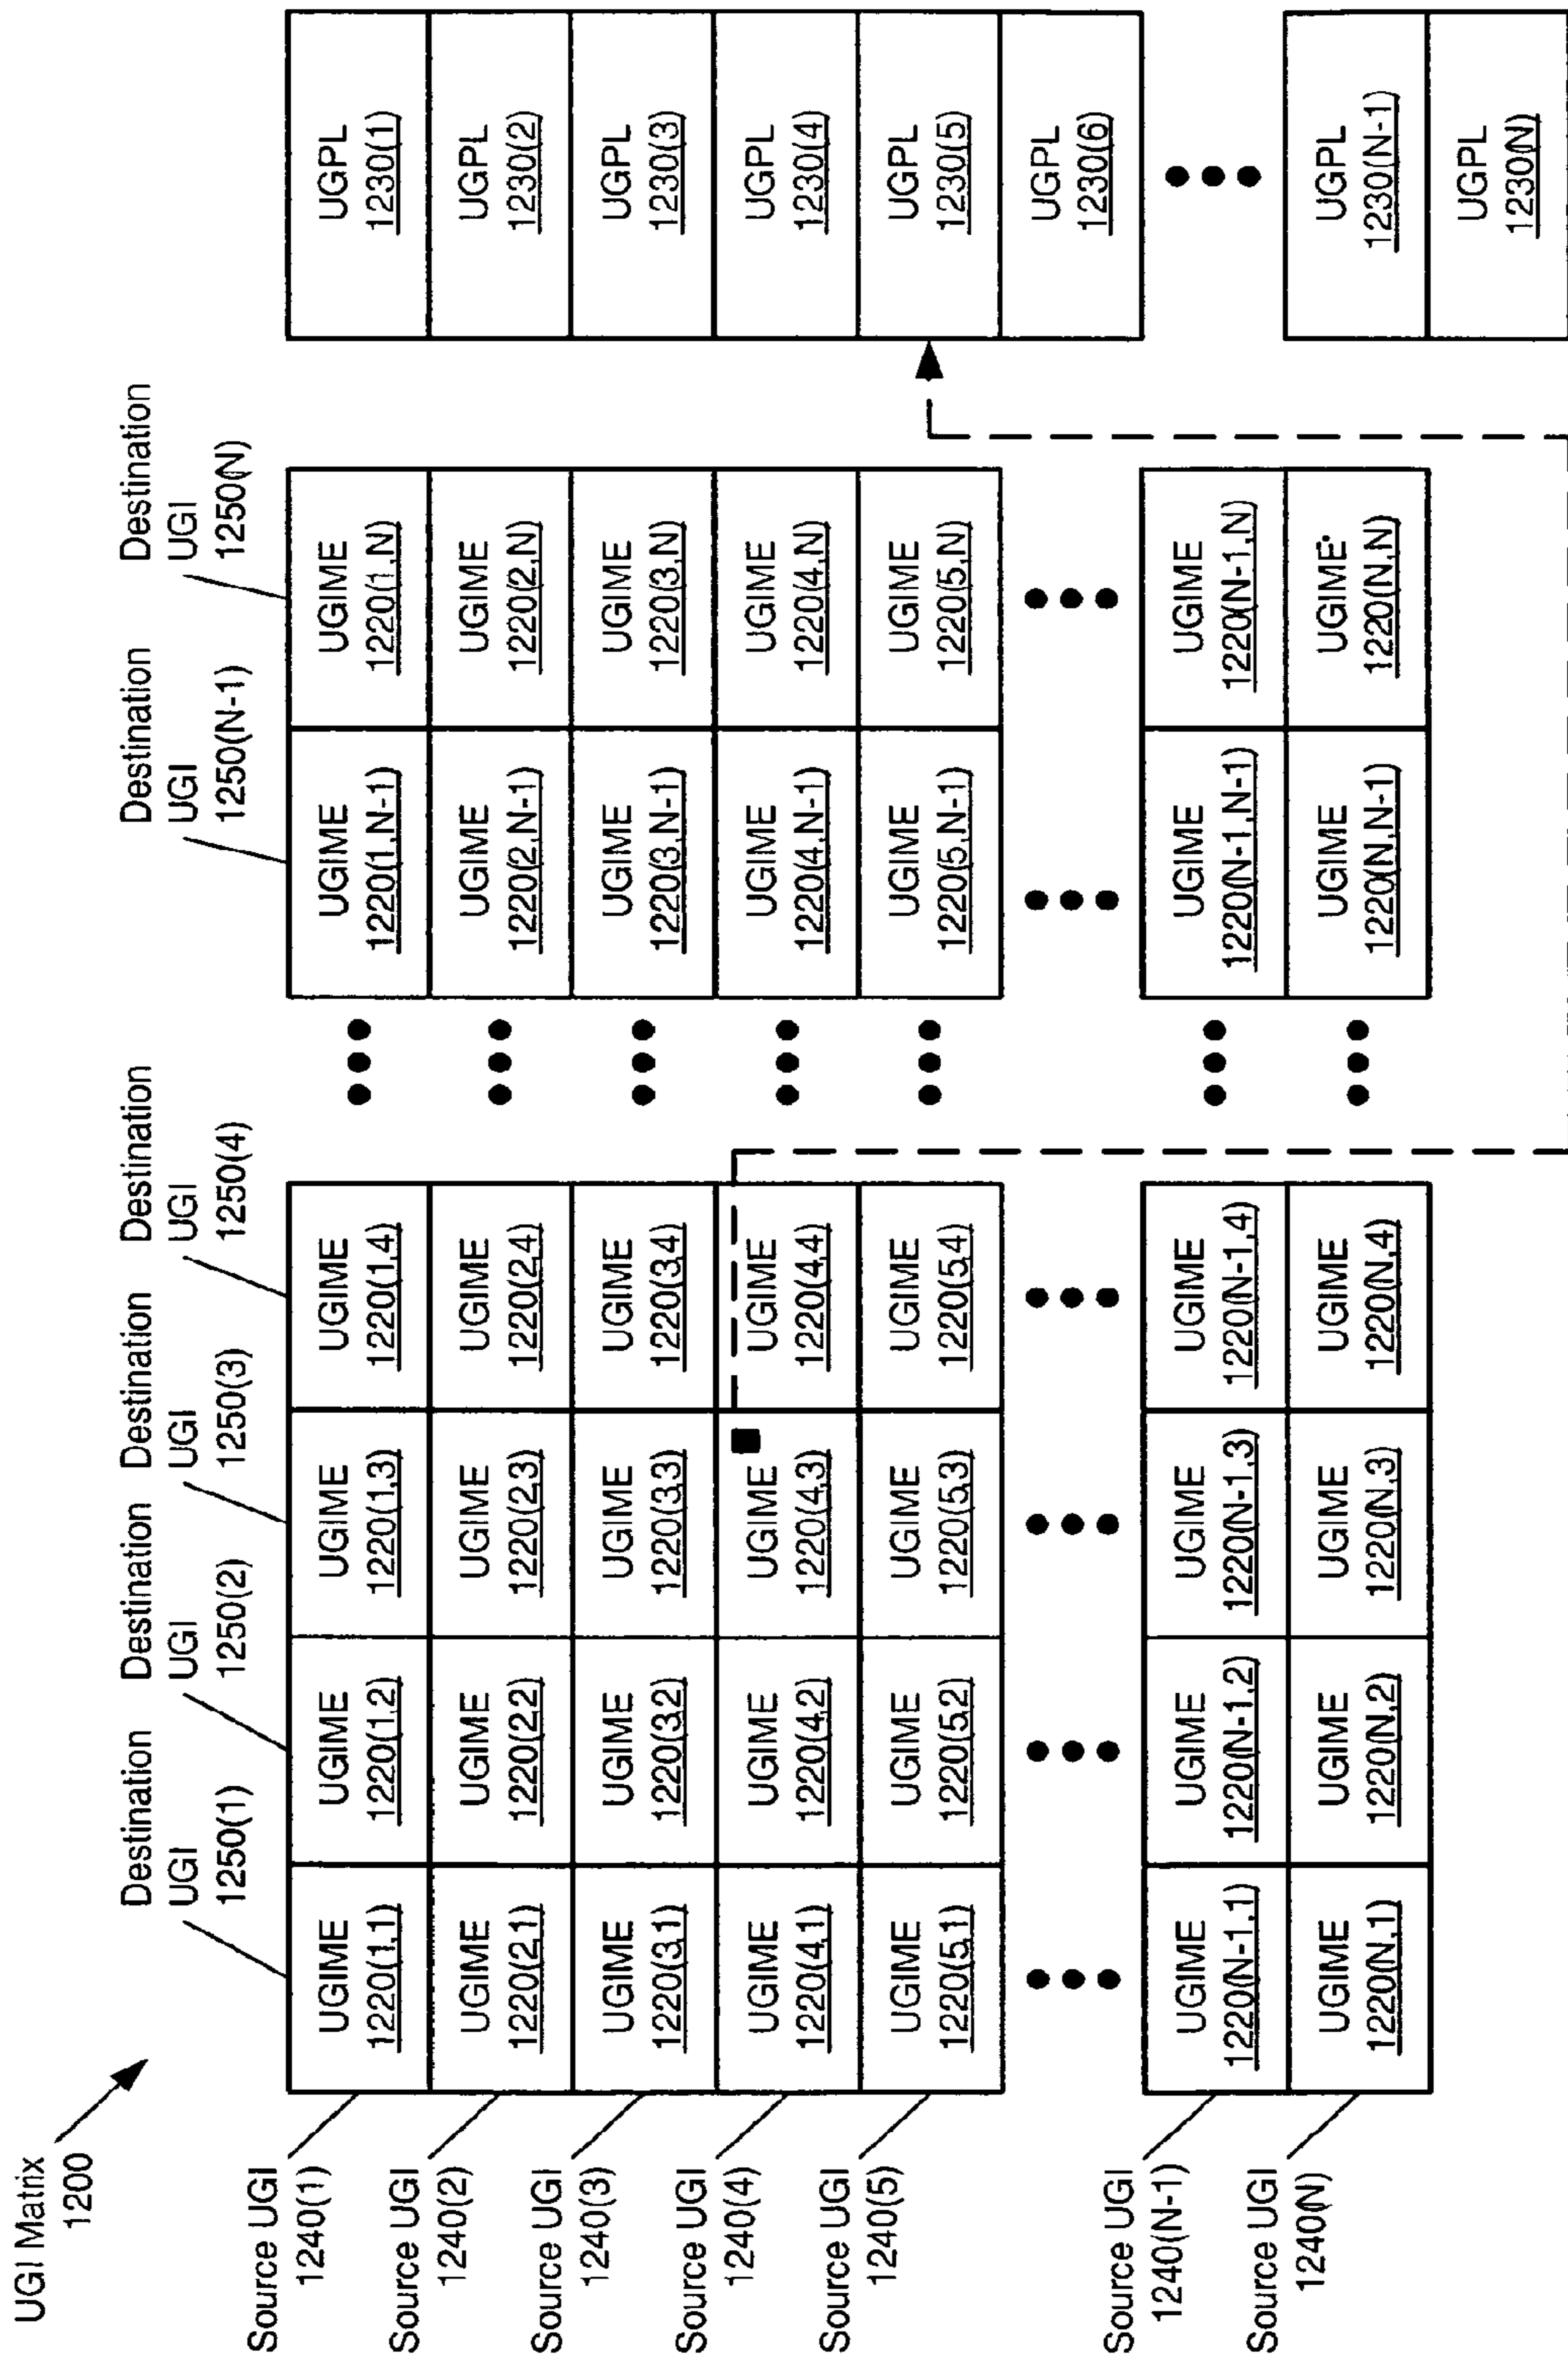 UGI Matrix
1200
Destination
UGI
1250(1)
Destination
UGI
1250(2)
Destination
UGI
1250(3)
Destination
UGI
1250(4)
Destination
UGI
1250(N-1)
Destination
UGI
1250(N)
Source UGI
1240(1)
UGIME
1220(1,1)
UGIME
1220(1,2)
UGIME
1220(1,3)
UGIME
1220(1,4)
UGIME
1220(1,N-1)
UGIME
1220(1,N)
UGPL
1230(1)
Source UGI
1240(2)
UGIME
1220(2,1)
UGIME
1220(2,2)
UGIME
1220(2,3)
UGIME
1220(2,4)
UGIME
1220(2,N-1)
UGIME
1220(2,N)
UGPL
1230(2)
Source UGI
1240(3)
UGIME
1220(3,1)
UGIME
1220(3,2)
UGIME
1220(3,3)
UGIME
1220(3,4)
UGIME
1220(3,N-1)
UGIME
1220(3,N)
UGPL
1230(3)
Source UGI
1240(4)
UGIME
1220(4,1)
UGIME
1220(4,2)
UGIME
1220(4,3)
UGIME
1220(4,4)
UGIME
1220(4,N-1)
UGIME
1220(4,N)
UGPL
1230(4)
Source UGI
1240(5)
UGIME
1220(5,1)
UGIME
1220(5,2)
UGIME
1220(5,3)
UGIME
1220(5,4)
UGIME
1220(5,N-1)
UGIME
1220(5,N)
UGPL
1230(5)
UGPL
1230(6)
Source UGI
1240(N-1)
UGIME
1220(N-1,1)
UGIME
1220(N-1,2)
UGIME
1220(N-1,3)
UGIME
1220(N-1,4)
UGIME
1220(N-1,N-1)
UGIME
1220(N-1,N)
UGPL
1230(N-1)
Source UGI
1240(N)
UGIME
1220(N,1)
UGIME
1220(N,2)
UGIME
1220(N,3)
UGIME
1220(N,4)
UGIME
1220(N,N-1)
UGIME
1220(N,N)
UGPL
1230(N)